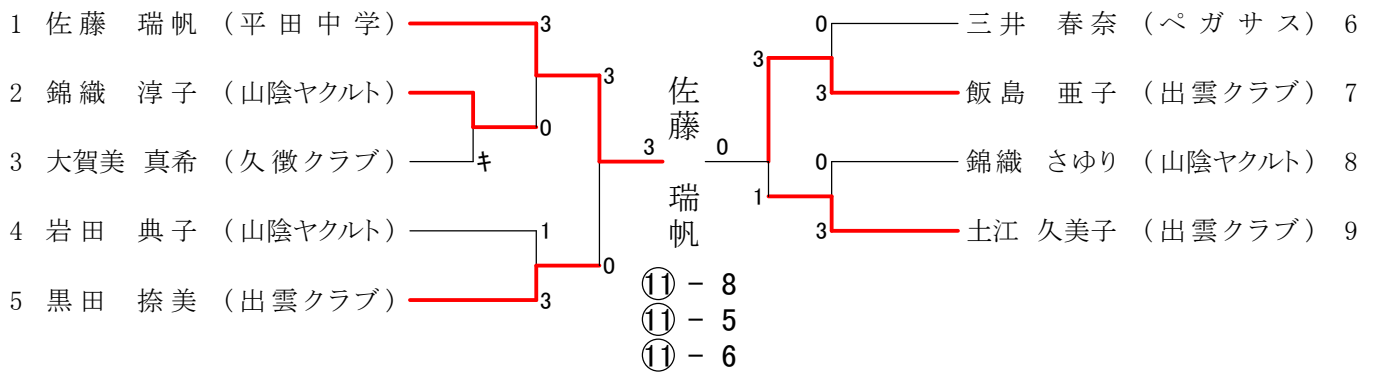 1 佐藤 瑞帆 (平田中学) 3
2 錦織 淳子 (山陰ヤクルト) 3
0
3 大賀美 真希 (久徴クラブ) キ
4 岩田 典子 (山陰ヤクルト) 1
0
5 黒田 捺美 (出雲クラブ) 3
3 佐藤 瑞帆 0
⑪ - 8
⑪ - 5
⑪ - 6
0 三井 春奈 (ペガサス) 6
3
3 飯島 亜子 (出雲クラブ) 7
0 錦織 さゆり (山陰ヤクルト) 8
1
3 土江 久美子 (出雲クラブ) 9